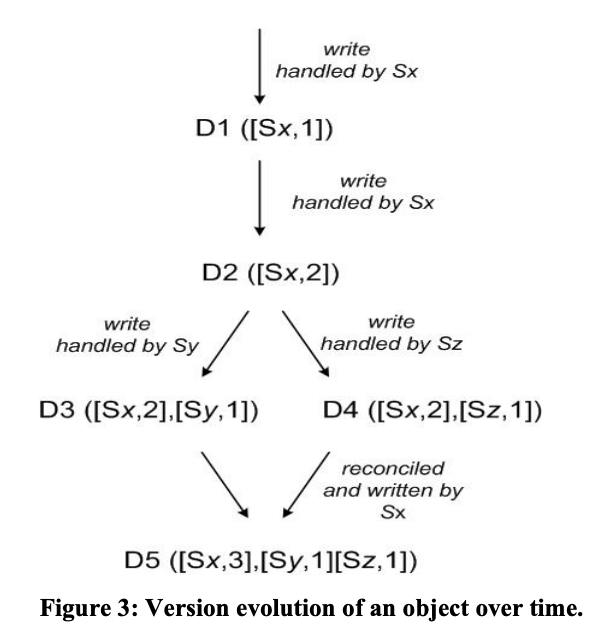 write
handled by Sx
D1 ([Sx,1])
write
handled by Sx
D2 ([Sx,2])
write
handled by Sy
write
handled by Sz
D3 ([Sx,2],[Sy,1])
D4 ([Sx,2],[Sz,1])
reconciled
and written by
Sx
D5 ([Sx,3],[Sy,1][Sz,1])
Figure 3: Version evolution of an object over time.